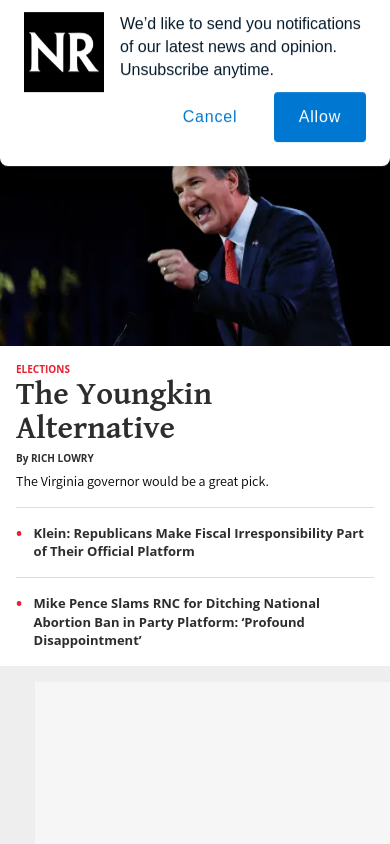 NR
We’d like to send you notifications
of our latest news and opinion.
Unsubscribe anytime.
Cancel
Allow
ELECTIONS
The Youngkin
Alternative
By RICH LOWRY
The Virginia governor would be a great pick.
• Klein: Republicans Make Fiscal Irresponsibility Part
of Their Official Platform
• Mike Pence Slams RNC for Ditching National
Abortion Ban in Party Platform: ‘Profound
Disappointment’